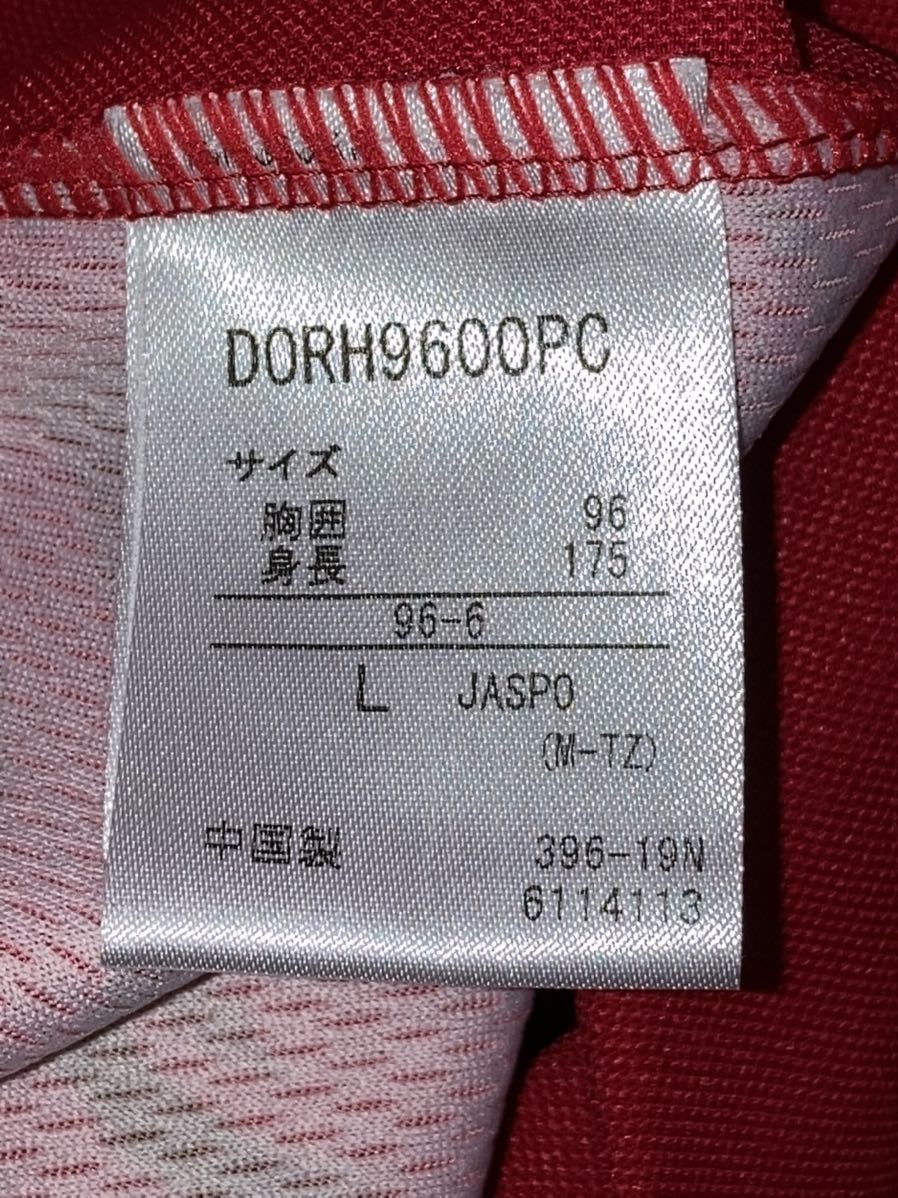 DORH9600PC
サイズ
胸囲 96
身長 175
96-6
L JASPO
(M-TZ)
中国製 396-19N
6114113